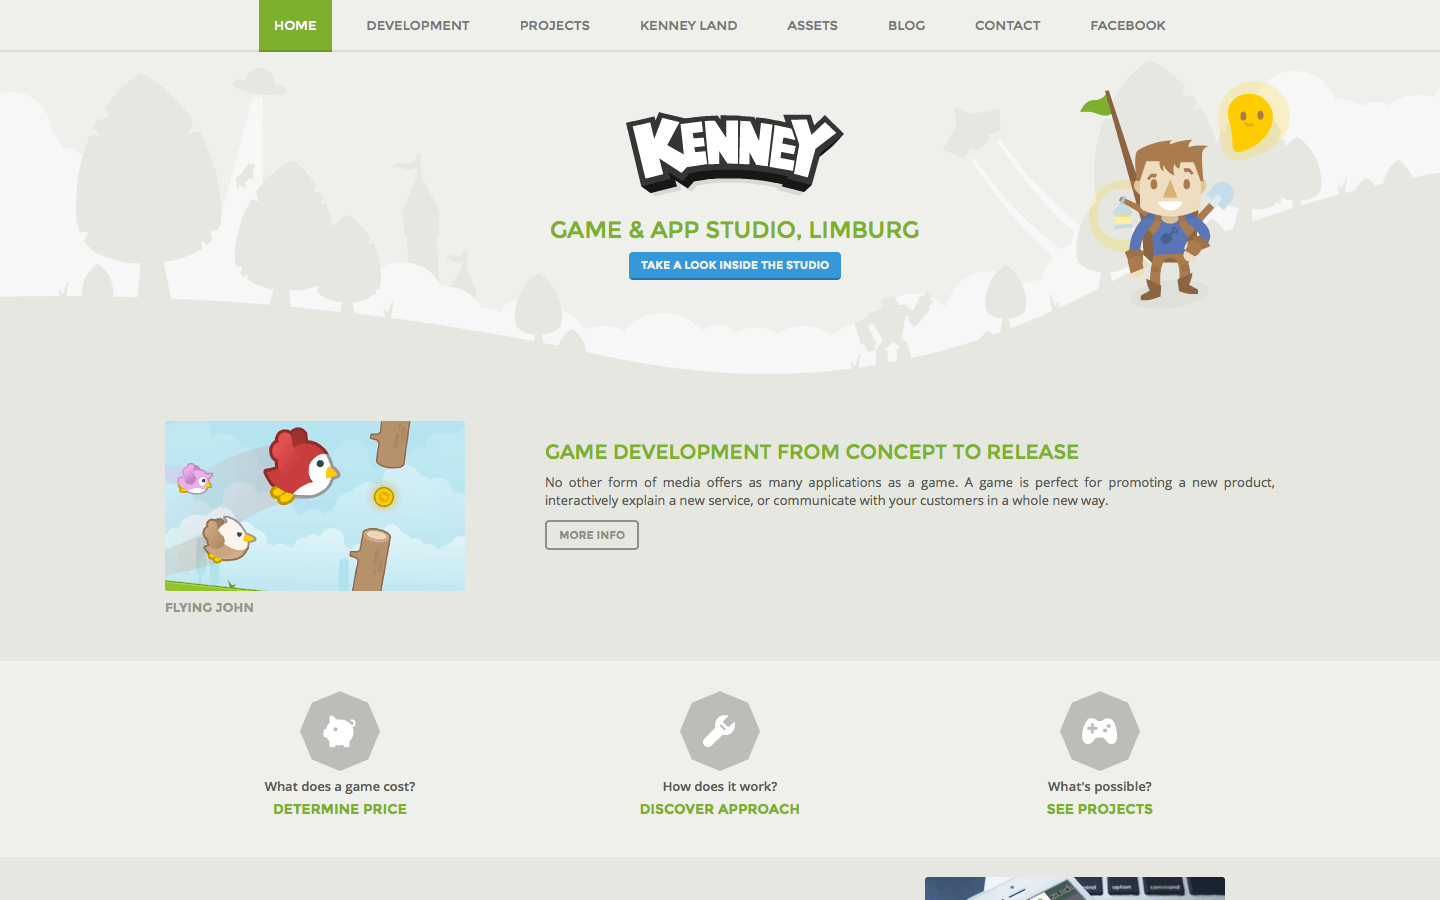 HOME DEVELOPMENT PROJECTS KENNEY LAND ASSETS BLOG CONTACT FACEBOOK
KENNEY
GAME & APP STUDIO, LIMBURG
TAKE A LOOK INSIDE THE STUDIO
GAME DEVELOPMENT FROM CONCEPT TO RELEASE
No other form of media offers as many applications as a game. A game is perfect for promoting a new product,
interactively explain a new service, or communicate with your customers in a whole new way.
MORE INFO
FLYING JOHN
What does a game cost?
DETERMINE PRICE
How does it work?
DISCOVER APPROACH
What's possible?
SEE PROJECTS
option command